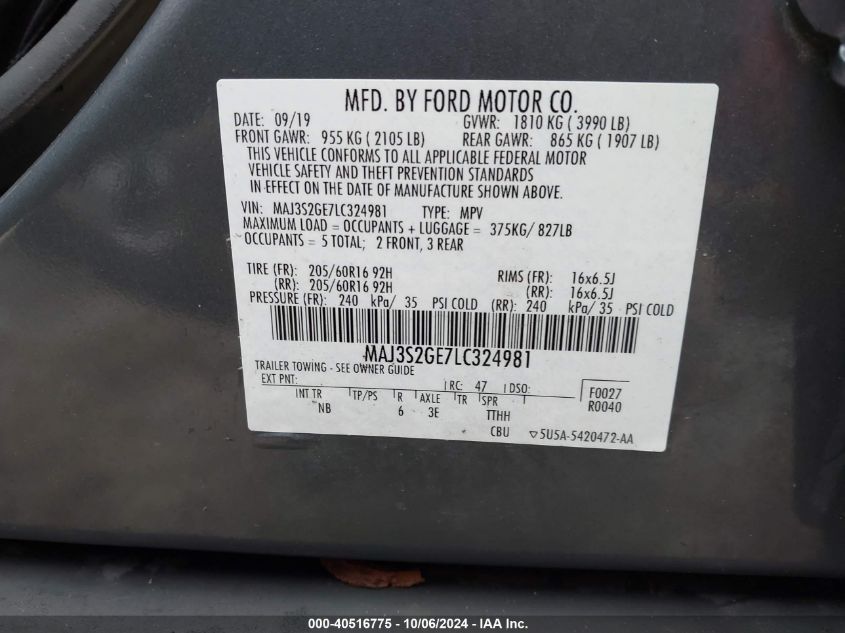 MFD. BY FORD MOTOR CO.
DATE: 09/19 GVWR: 1810 KG ( 3990 LB)
FRONT GAWR: 955 KG ( 2105 LB) REAR GAWR: 865 KG ( 1907 LB)
THIS VEHICLE CONFORMS TO ALL APPLICABLE FEDERAL MOTOR
VEHICLE SAFETY AND THEFT PREVENTION STANDARDS
IN EFFECT ON THE DATE OF MANUFACTURE SHOWN ABOVE.
VIN: MAJ3S2GE7LC324981 TYPE: MPV
MAXIMUM LOAD = OCCUPANTS + LUGGAGE = 375KG/ 827LB
OCCUPANTS = 5 TOTAL; 2 FRONT, 3 REAR
TIRE (FR): 205/60R16 92H RIMS (FR): 16x6.5J
(RR): 205/60R16 92H (RR): 16x6.5J
PRESSURE (FR): 240 kPa/ 35 PSI COLD (RR): 240 kPa/ 35 PSI COLD
MAJ3S2GE7LC324981
TRAILER TOWING - SEE OWNER GUIDE
EXT PNT: RC: 47 DSO: F0027
INT TR TP/PS R AXLE TR SPR R0040
NB 6 3E TTHH
CBU ▽5U5A-5420472-AA
000-40516775 - 10/06/2024 - IAA Inc.